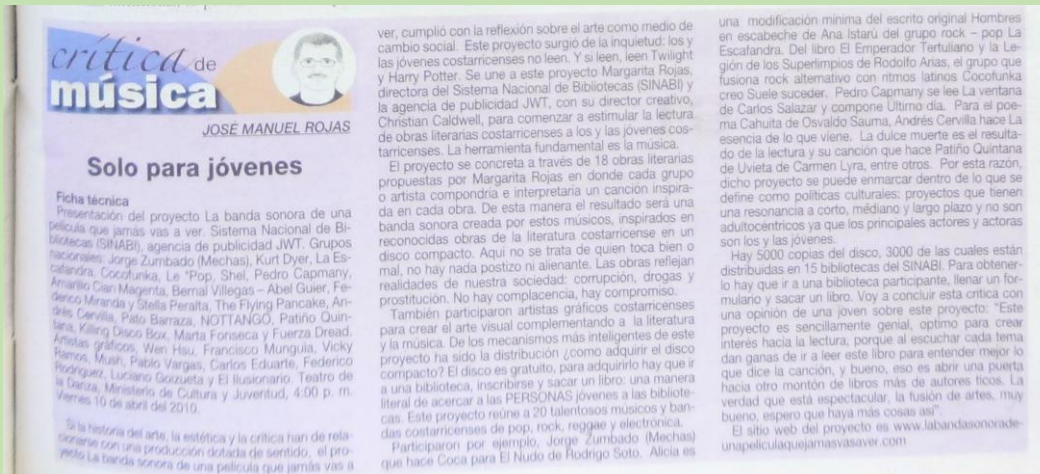 crítica de
música
JOSÉ MANUEL ROJAS
Solo para jóvenes
Ficha técnica
Presentación del proyecto La banda sonora de una
película que jamás vas a ver. Sistema Nacional de Bi-
bliotecas (SINABI), agencia de publicidad JWT. Grupos
nacionales: Jorge Zumbado (Mechas), Kurt Dyer, La Es-
cafandra, Cocofunka, Le *Pop, Shel, Pedro Capmany,
Amarillo Cian Magenta, Bernal Villegas – Abel Guier, Fe-
derico Miranda y Stella Peralta, The Flying Pancake, An-
drés Cervilla, Pato Barraza, NOTTANGO, Patiño Quin-
tana, Killing Disco Box, Marta Fonseca y Fuerza Dread,
Artistas gráficos, Wen Hsu, Francisco Munguia, Vicky
Ramos, Mush, Pablo Vargas, Carlos Eduarte, Federico
Rodriguez, Luciano Goizueta y El Ilusionario. Teatro de
la Danza, Ministerio de Cultura y Juventud, 4:00 p. m.
Viernes 10 de abril del 2010.
Si la historia del arte, la estética y la crítica han de rela-
cionarse con una producción dotada de sentido, el pro-
yecto La banda sonora de una película que jamás vas a
ver, cumplió con la reflexión sobre el arte como medio de
cambio social. Este proyecto surgió de la inquietud: los y
las jóvenes costarricenses no leen. Y si leen, leen Twilight
y Harry Potter. Se une a este proyecto Margarita Rojas,
directora del Sistema Nacional de Bibliotecas (SINABI) y
la agencia de publicidad JWT, con su director creativo,
Christian Caldwell, para comenzar a estimular la lectura
de obras literarias costarricenses a los y las jóvenes cos-
tarricenses. La herramienta fundamental es la música.
El proyecto se concreta a través de 18 obras literarias
propuestas por Margarita Rojas en donde cada grupo
o artista compondría e interpretaría un canción inspira-
da en cada obra. De esta manera el resultado será una
banda sonora creada por estos músicos, inspirados en
reconocidas obras de la literatura costarricense en un
disco compacto. Aquí no se trata de quien toca bien o
mal, no hay nada postizo ni alienante. Las obras reflejan
realidades de nuestra sociedad: corrupción, drogas y
prostitución. No hay complacencia, hay compromiso.
También participaron artistas gráficos costarricenses
para crear el arte visual complementando a la literatura
y la música. De los mecanismos más inteligentes de este
proyecto ha sido la distribución ¿como adquirir el disco
compacto? El disco es gratuito, para adquirirlo hay que ir
a una biblioteca, inscribirse y sacar un libro: una manera
literal de acercar a las PERSONAS jóvenes a las bibliote-
cas. Este proyecto reúne a 20 talentosos músicos y ban-
das costarricenses de pop, rock, reggae y electrónica.
Participaron por ejemplo, Jorge Zumbado (Mechas)
que hace Coca para El Nudo de Rodrigo Soto. Alicia es
una modificación mínima del escrito original Hombres
en escabeche de Ana Istarú del grupo rock – pop La
Escafandra. Del libro El Emperador Tertuliano y la Le-
gión de los Superlimpios de Rodolfo Arias, el grupo que
fusiona rock alternativo con ritmos latinos Cocofunka
creo Suele suceder. Pedro Capmany se lee La ventana
de Carlos Salazar y compone Ultimo día. Para el poe-
ma Cahuita de Osvaldo Sauma, Andrés Cervilla hace La
esencia de lo que viene. La dulce muerte es el resulta-
do de la lectura y su canción que hace Patiño Quintana
de Uvieta de Carmen Lyra, entre otros. Por esta razón,
dicho proyecto se puede enmarcar dentro de lo que se
define como políticas culturales: proyectos que tienen
una resonancia a corto, médiano y largo plazo y no son
adultocéntricos ya que los principales actores y actoras
son los y las jóvenes.
Hay 5000 copias del disco, 3000 de las cuales están
distribuidas en 15 bibliotecas del SINABI. Para obtener-
lo hay que ir a una biblioteca participante, llenar un for-
mulario y sacar un libro. Voy a concluir esta crítica con
una opinión de una joven sobre este proyecto: "Este
proyecto es sencillamente genial, optimo para crear
interés hacia la lectura, porque al escuchar cada tema
dan ganas de ir a leer este libro para entender mejor lo
que dice la canción, y bueno, eso es abrir una puerta
hacia otro montón de libros más de autores ticos. La
verdad que está espectacular, la fusión de artes, muy
bueno, espero que haya más cosas así".
El sitio web del proyecto es www.labandasonorade-
unapeliculaquejamasvasaver.com